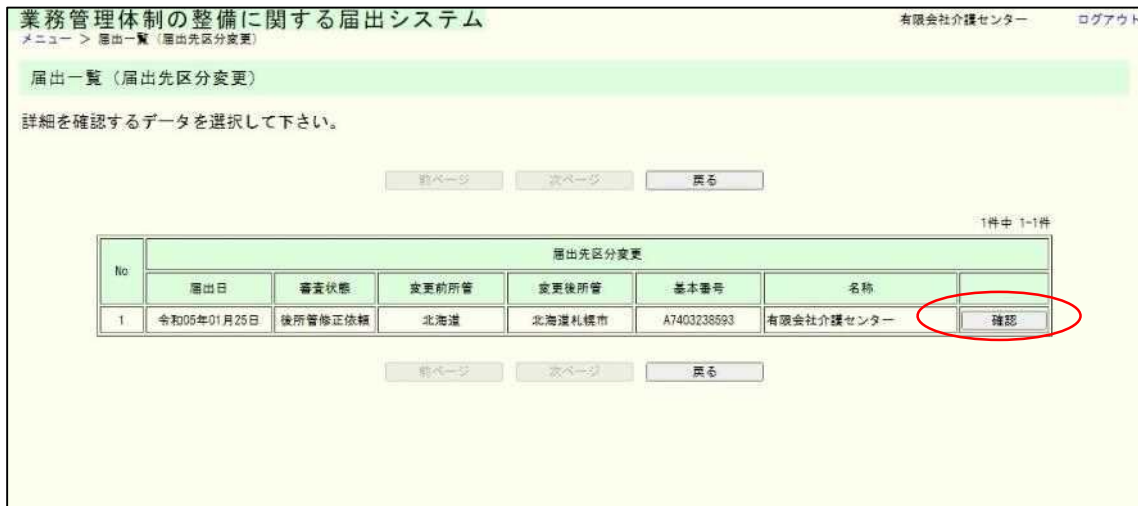 業務管理体制の整備に関する届出システム
有限会社介護センター ログアウト
メニュー > 届出一覧（届出先区分変更）
届出一覧（届出先区分変更）
詳細を確認するデータを選択して下さい。
前ページ 次ページ 戻る
1件中 1-1件
No 届出先区分変更
届出日 審査状態 変更前所管 変更後所管 基本番号 名称
1 令和05年01月25日 後所管修正依頼 北海道 北海道札幌市 A7403238593 有限会社介護センター 確認
前ページ 次ページ 戻る